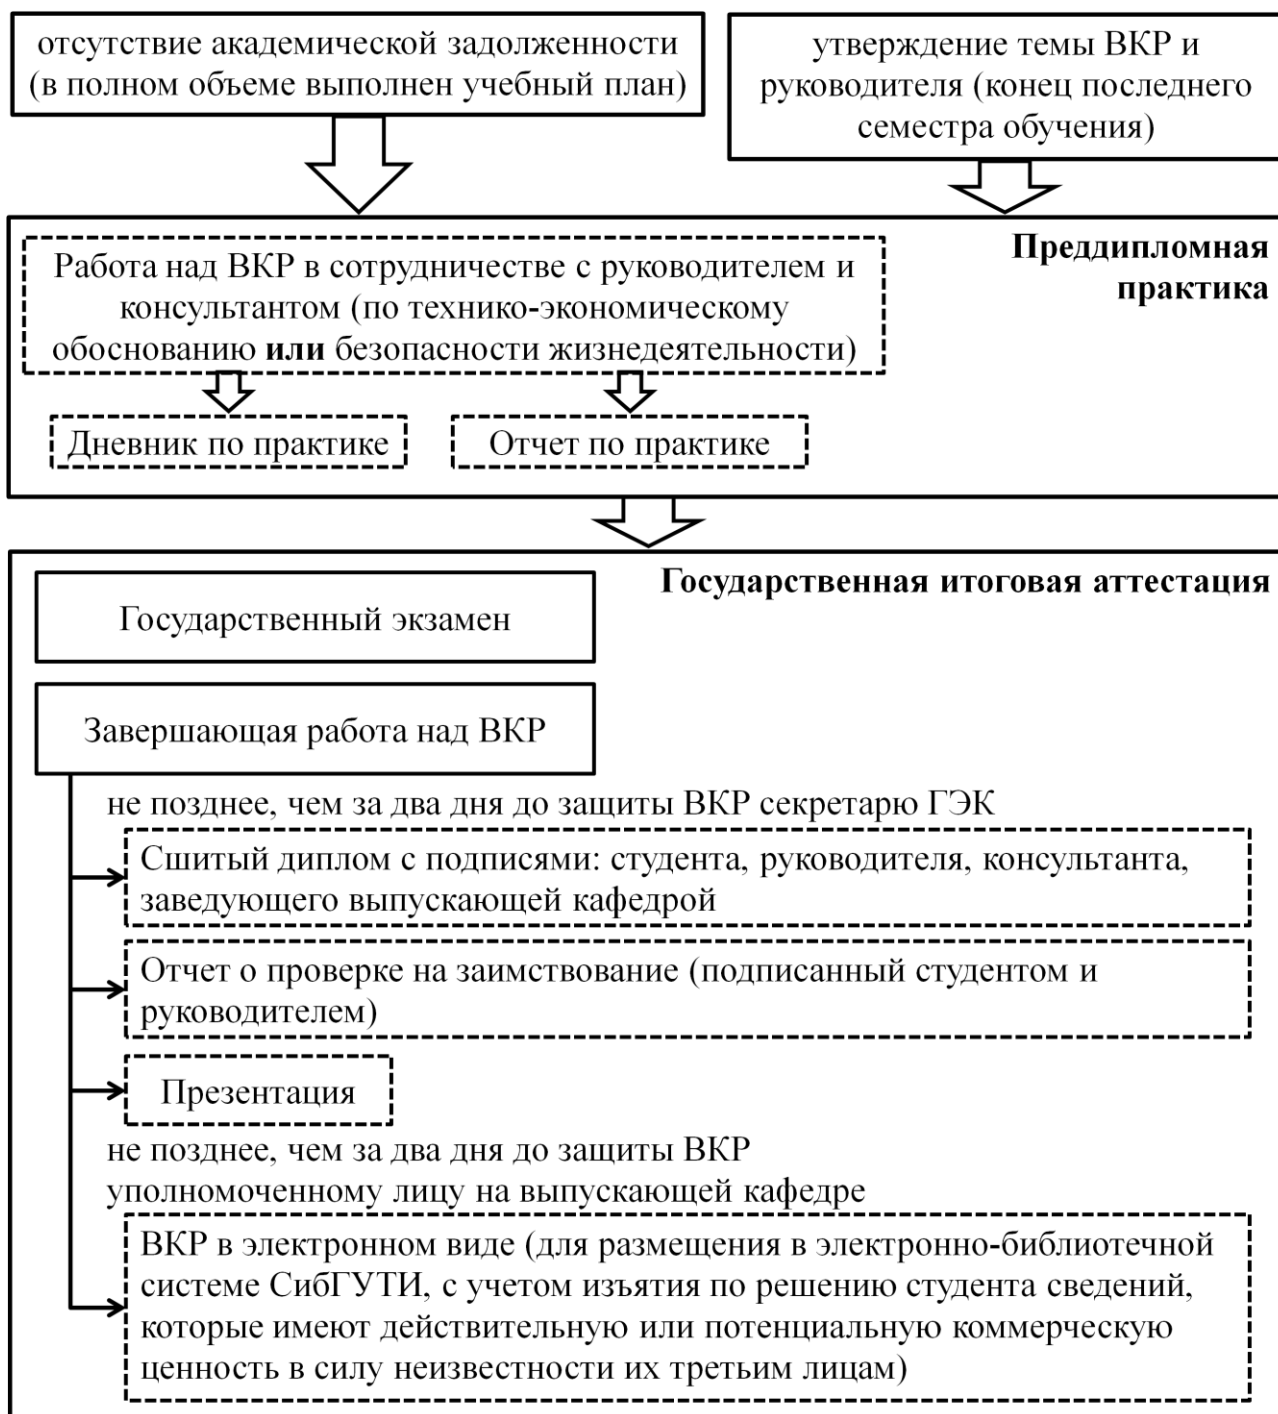 отсутствие академической задолженности
(в полном объеме выполнен учебный план)
утверждение темы ВКР и
руководителя (конец последнего
семестра обучения)
Преддипломная
практика
Работа над ВКР в сотрудничестве с руководителем и
консультантом (по технико-экономическому
обоснованию или безопасности жизнедеятельности)
Дневник по практике
Отчет по практике
Государственная итоговая аттестация
Государственный экзамен
Завершающая работа над ВКР
не позднее, чем за два дня до защиты ВКР секретарю ГЭК
Сшитый диплом с подписями: студента, руководителя, консультанта,
заведующего выпускающей кафедрой
Отчет о проверке на заимствование (подписанный студентом и
руководителем)
Презентация
не позднее, чем за два дня до защиты ВКР
уполномоченному лицу на выпускающей кафедре
ВКР в электронном виде (для размещения в электронно-библиотечной
системе СибГУТИ, с учетом изъятия по решению студента сведений,
которые имеют действительную или потенциальную коммерческую
ценность в силу неизвестности их третьим лицам)